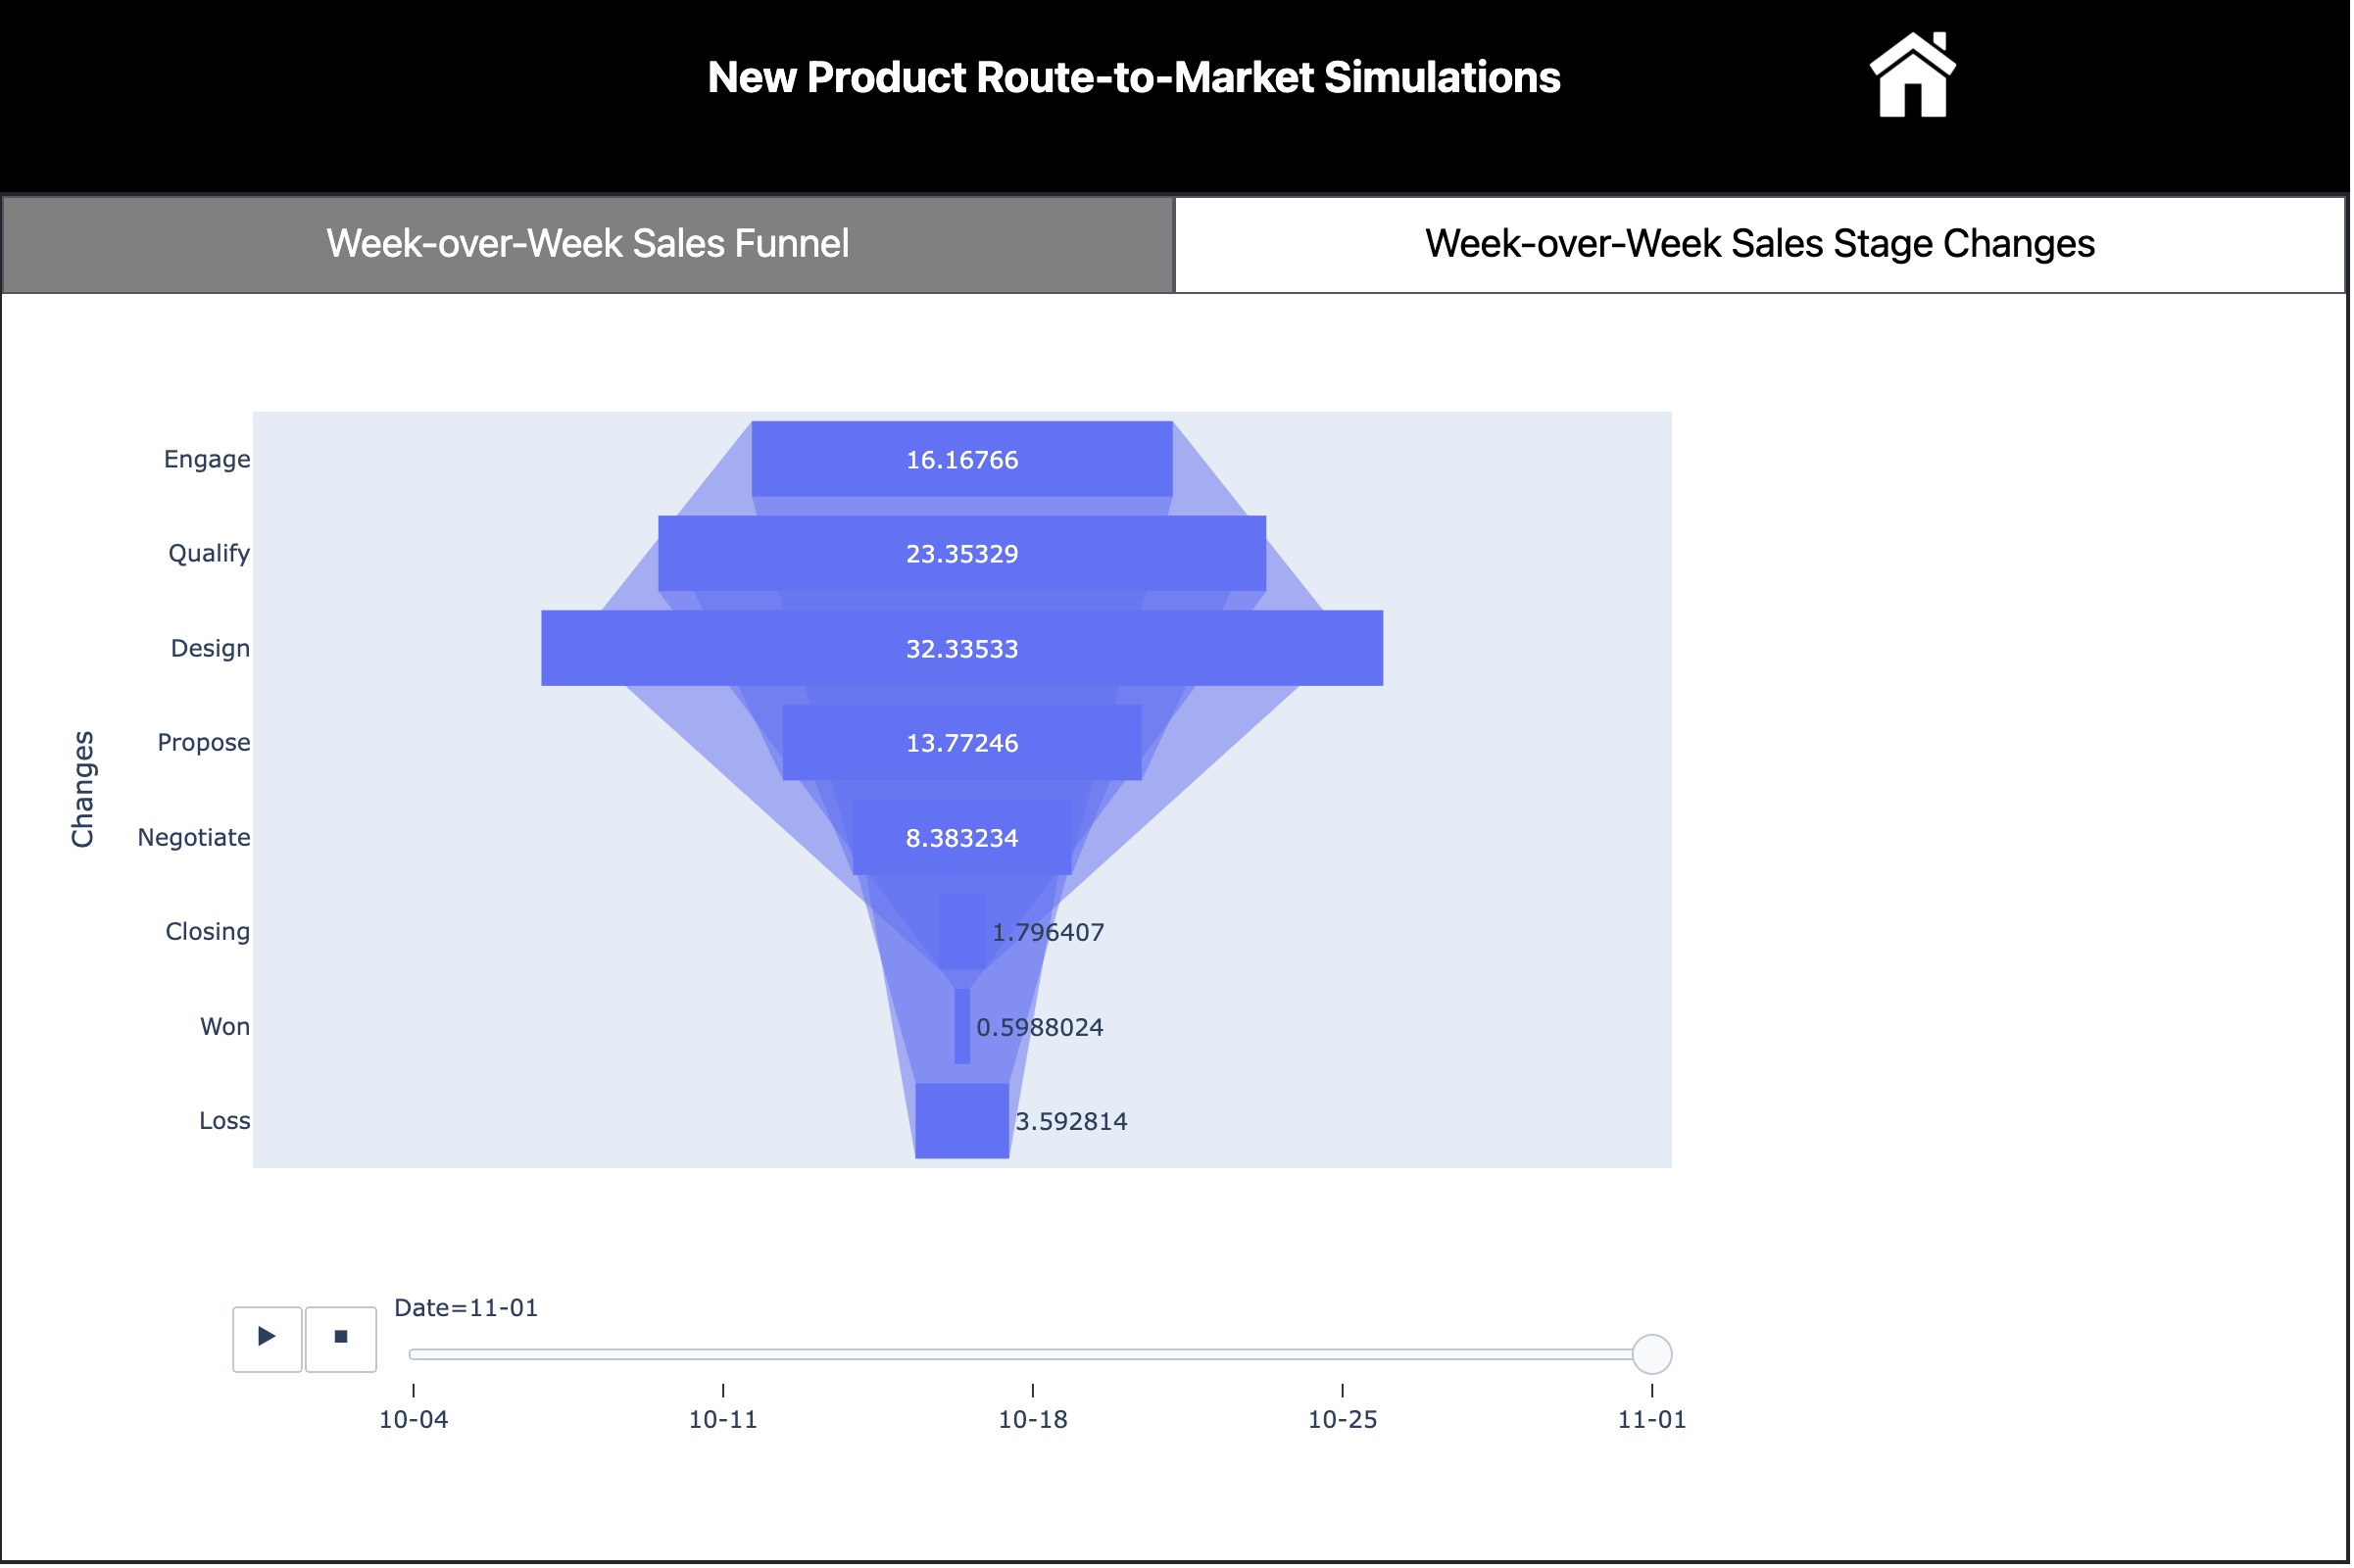 New Product Route-to-Market Simulations
Week-over-Week Sales Funnel
Week-over-Week Sales Stage Changes
Changes
Engage 16.16766
Qualify 23.35329
Design 32.33533
Propose 13.77246
Negotiate 8.383234
Closing 1.796407
Won 0.5988024
Loss 3.592814
Date=11-01
10-04 10-11 10-18 10-25 11-01